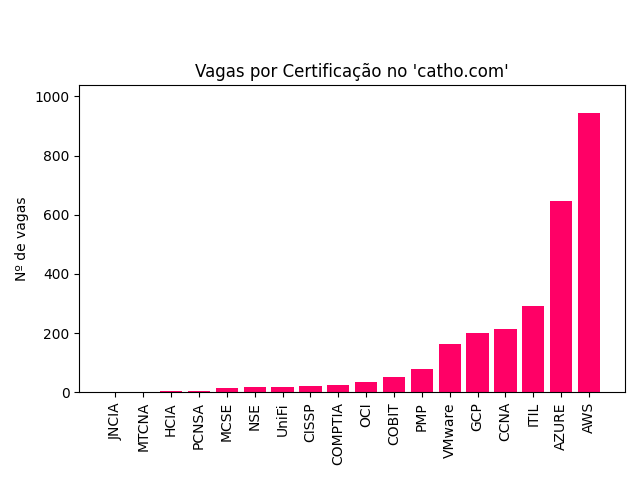 Vagas por Certificação no 'catho.com'
Nº de vagas
1000
800
600
400
200
0
JNCIA
MTCNA
HCIA
PCNSA
MCSE
NSE
UniFi
CISSP
COMPTIA
OCI
COBIT
PMP
VMware
GCP
CCNA
ITIL
AZURE
AWS